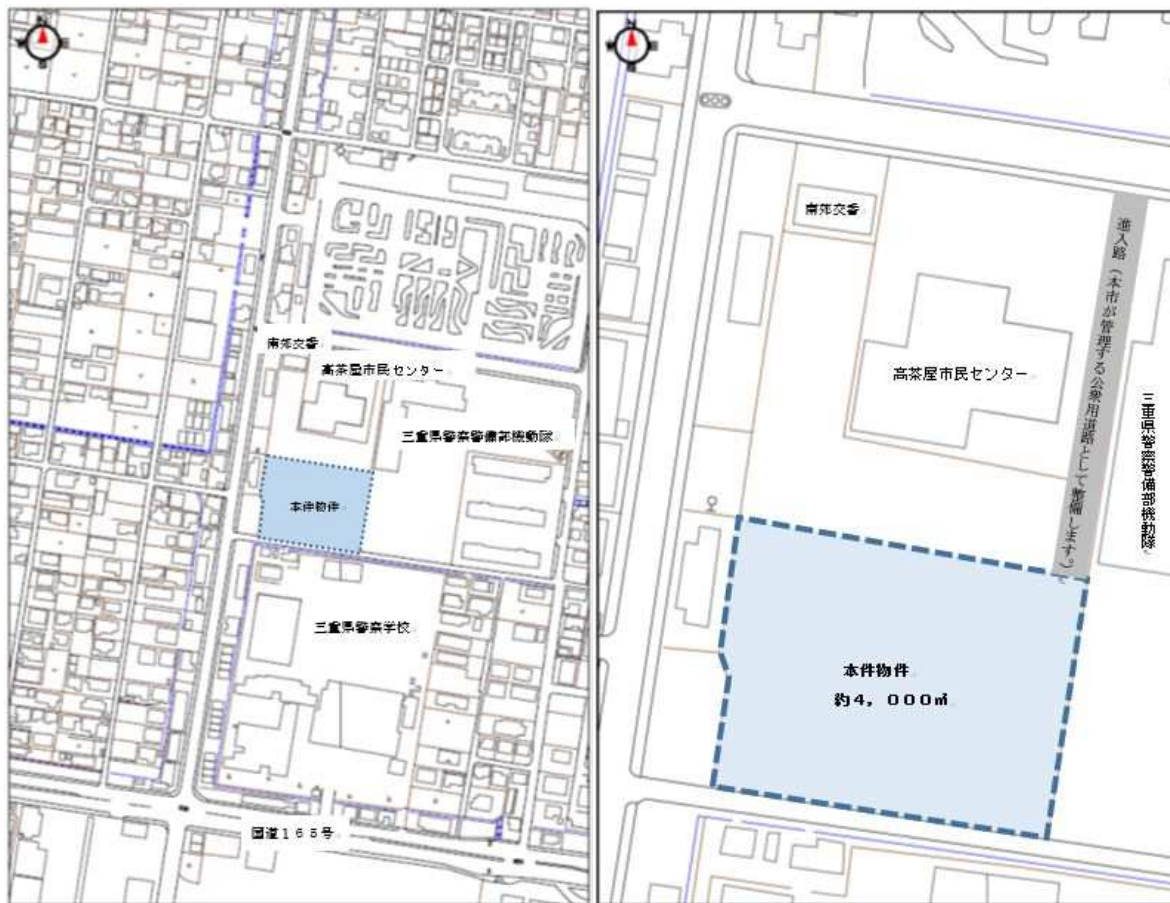 南郊交番
高茶屋市民センター
三重県警察警備部機動隊
本件物件
三重県警察学校
国道165号
南郊交番
高茶屋市民センター
進入路（本市が管理する公衆用道路として整備します。）
三重県警察警備部機動隊
本件物件
約4，000㎡